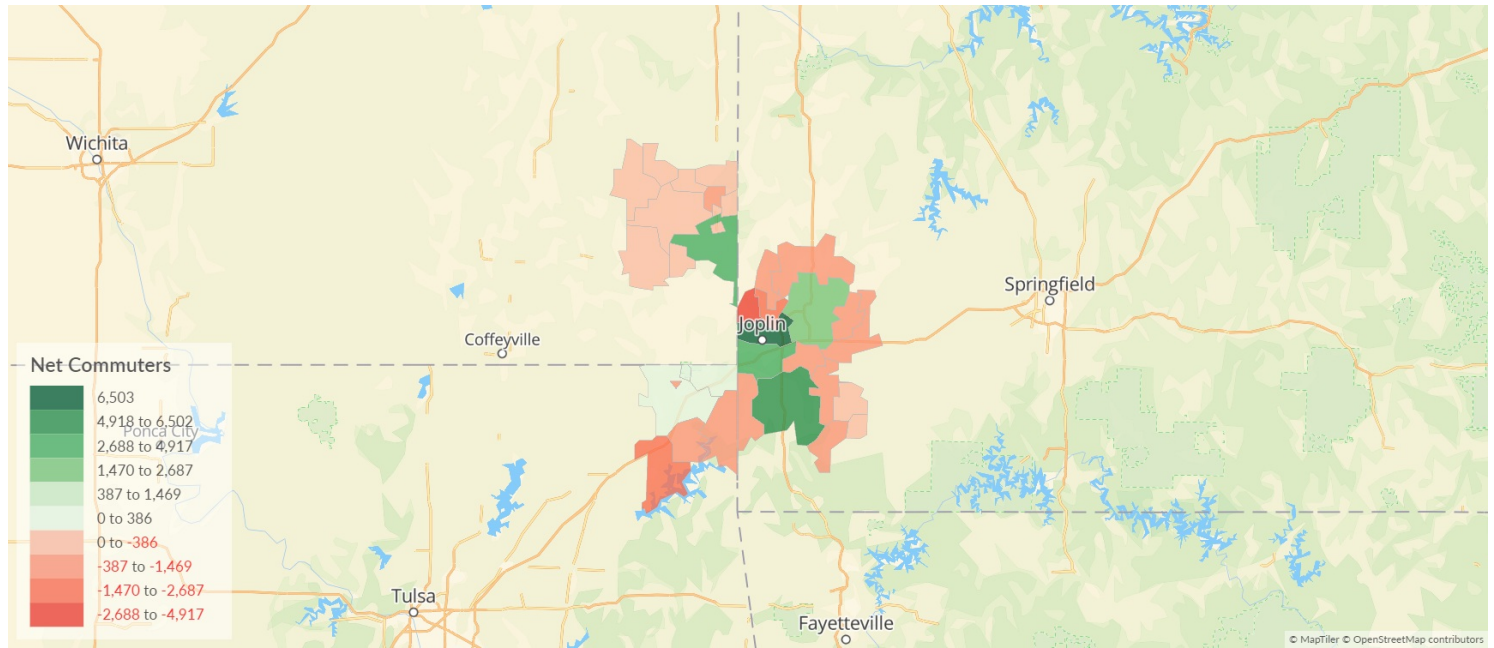 Wichita
Springfield
Joplin
Coffeyville
Net Commuters
6,503
4,918 to 6,502
Ponca City
2,688 to 4,917
1,470 to 2,687
387 to 1,469
0 to 386
0 to -386
-387 to -1,469
-1,470 to -2,687
-2,688 to -4,917
Tulsa
Fayetteville
© MapTiler © OpenStreetMap contributors